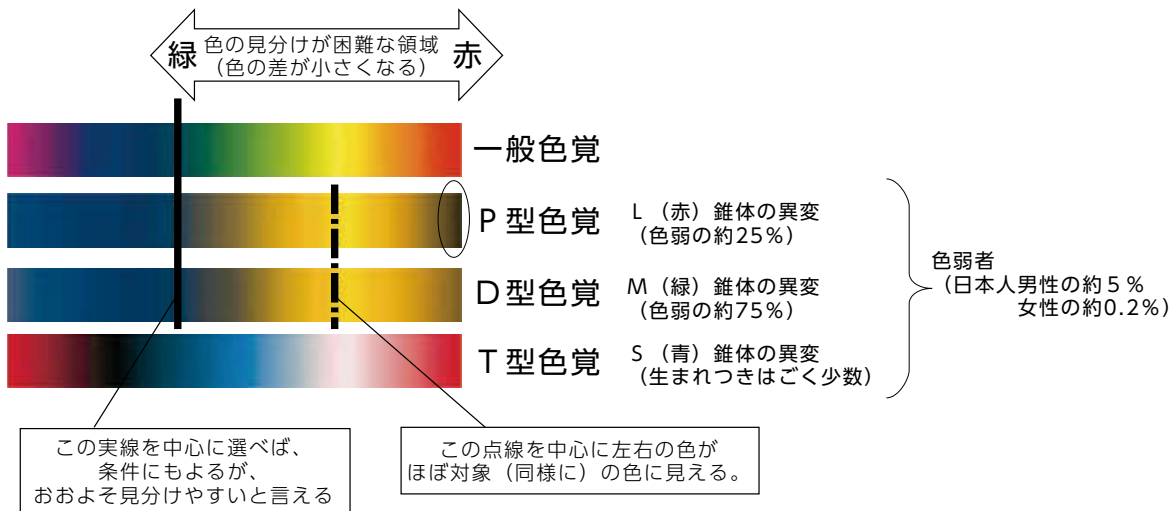 緑
色の見分けが困難な領域
（色の差が小さくなる）
赤
一般色覚
P型色覚
L（赤）錐体の異変
（色弱の約25%）
D型色覚
M（緑）錐体の異変
（色弱の約75%）
T型色覚
S（青）錐体の異変
（生まれつきはごく少数）
色弱者
（日本人男性の約５%
女性の約0.2%）
この実線を中心に選べば、
条件にもよるが、
おおよそ見分けやすいと言える
この点線を中心に左右の色が
ほぼ対象（同様に）の色に見える。